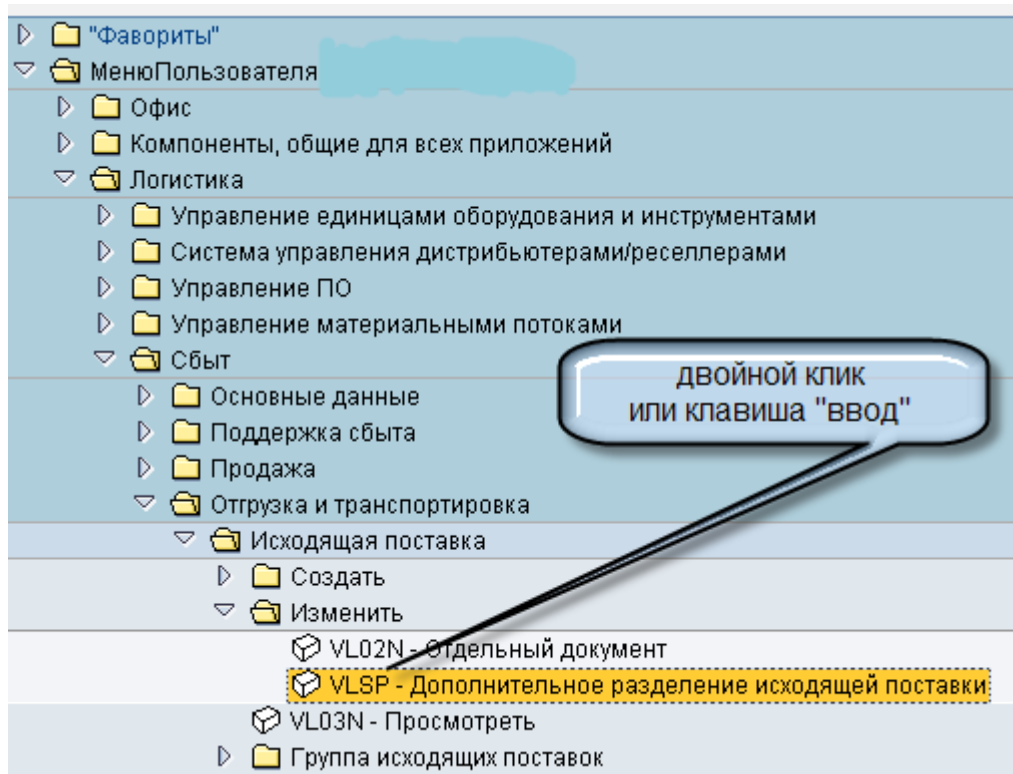 "Фавориты"
МенюПользователя
Офис
Компоненты, общие для всех приложений
Логистика
Управление единицами оборудования и инструментами
Система управления дистрибьютерами/реселлерами
Управление ПО
Управление материальными потоками
Сбыт
двойной клик
или клавиша "ввод"
Основные данные
Поддержка сбыта
Продажа
Отгрузка и транспортировка
Исходящая поставка
Создать
Изменить
VL02N - Отдельный документ
VLSP - Дополнительное разделение исходящей поставки
VL03N - Просмотреть
Группа исходящих поставок